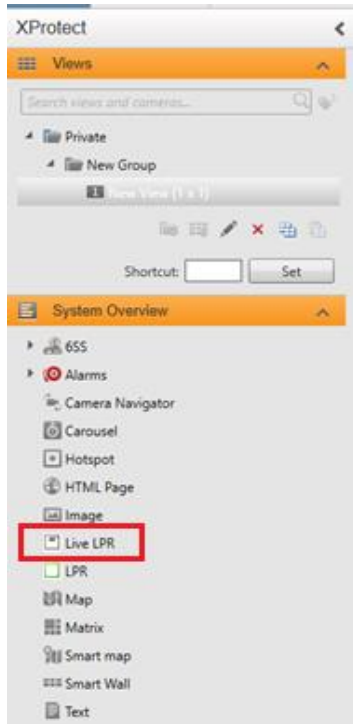 XProtect
Views
Search views and cameras...
Private
New Group
1 New View (1 x 1)
Shortcut: Set
System Overview
6SS
Alarms
Camera Navigator
Carousel
Hotspot
HTML Page
Image
Live LPR
LPR
Map
Matrix
Smart map
Smart Wall
Text